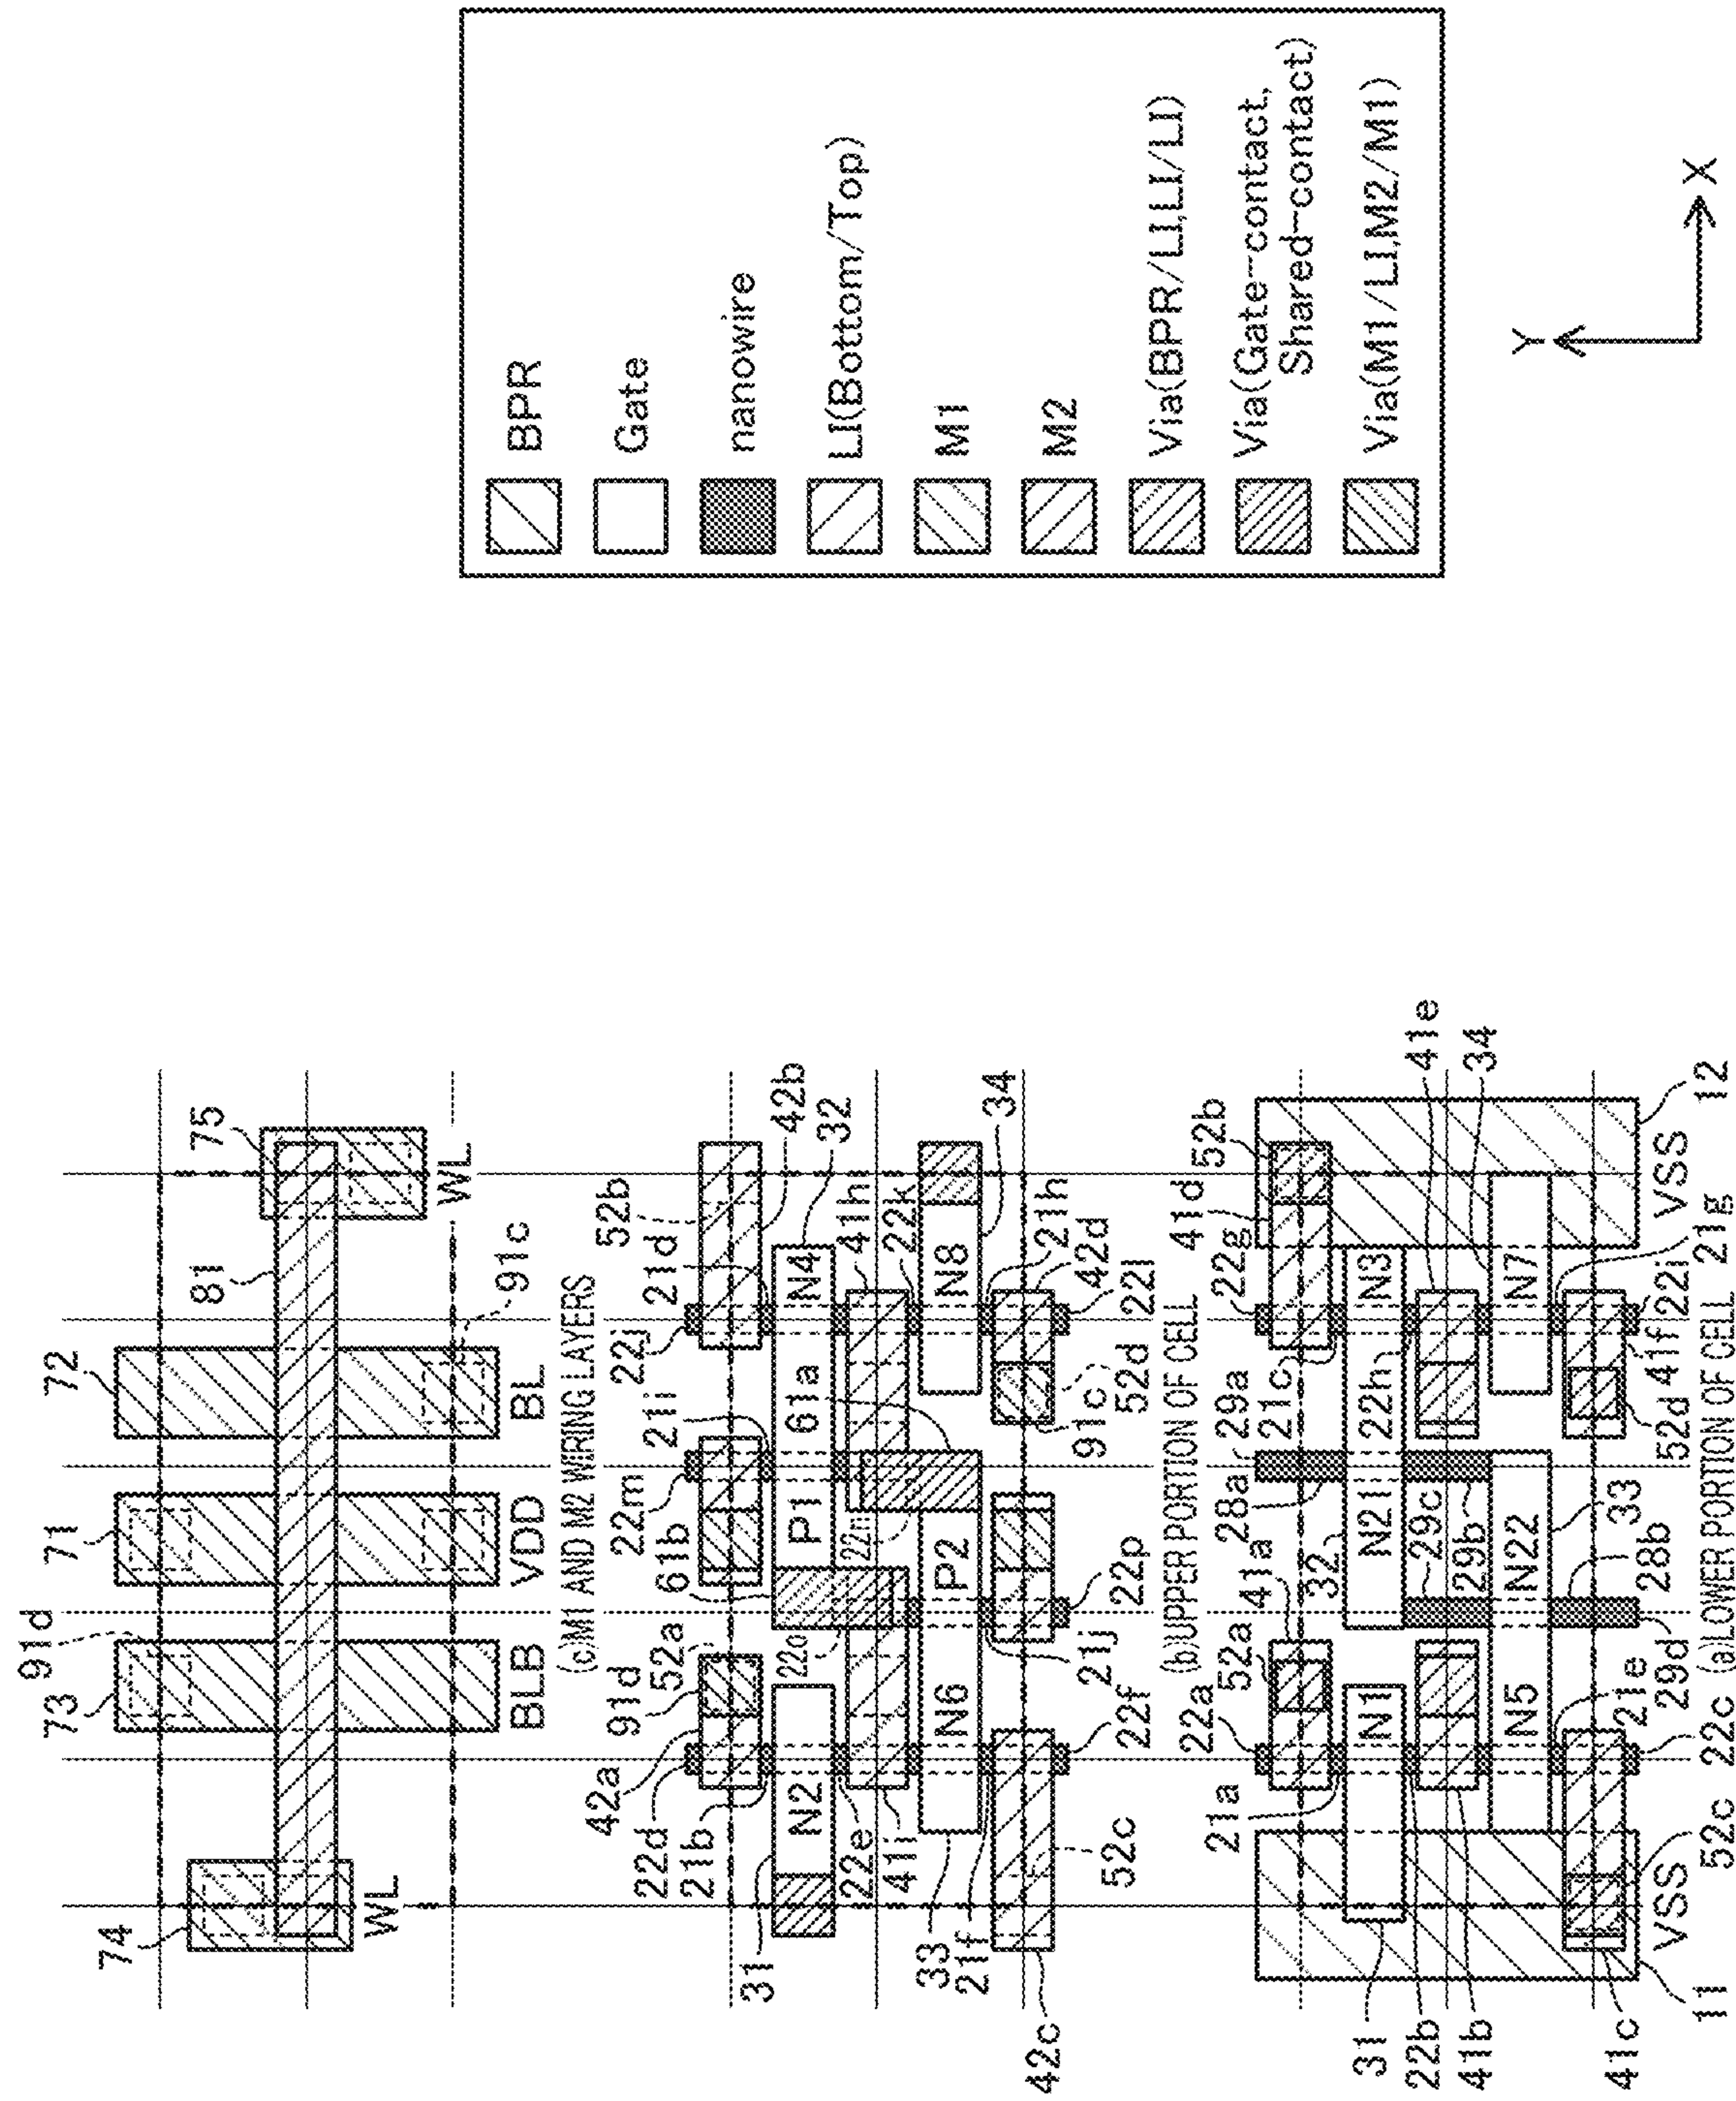 91d
73
71
72
81
75
74
WL
BLB
VDD
BL
91c
WL
(c)M1 AND M2 WIRING LAYERS
42a
22d
21b
91d
52a
61b
22m
21i
22j
21d
52b
42b
31
N2
P1
61a
N4
32
22e
22o
22n
41h
41i
22k
33
N6
P2
N8
34
21f
42c
52c
22f
21j
22p
91c
52d
22l
42d
21h
(b)UPPER PORTION OF CELL
21a
22a
52a
41a
32
28a
29a
21c
22g
41d
52b
31
N1
N21
N3
22b
41b
29c
29b
22h
41e
34
N5
N22
N7
41c
11
VSS
52c
22c
21e
29d
28b
33
52d
41f
22i
21g
VSS
12
(a)LOWER PORTION OF CELL
BPR
Gate
nanowire
LI(Bottom/Top)
M1
M2
Via(BPR/LI,LI/LI)
Via(Gate-contact,
Shared-contact)
Via(M1/LI,M2/M1)
Y
X